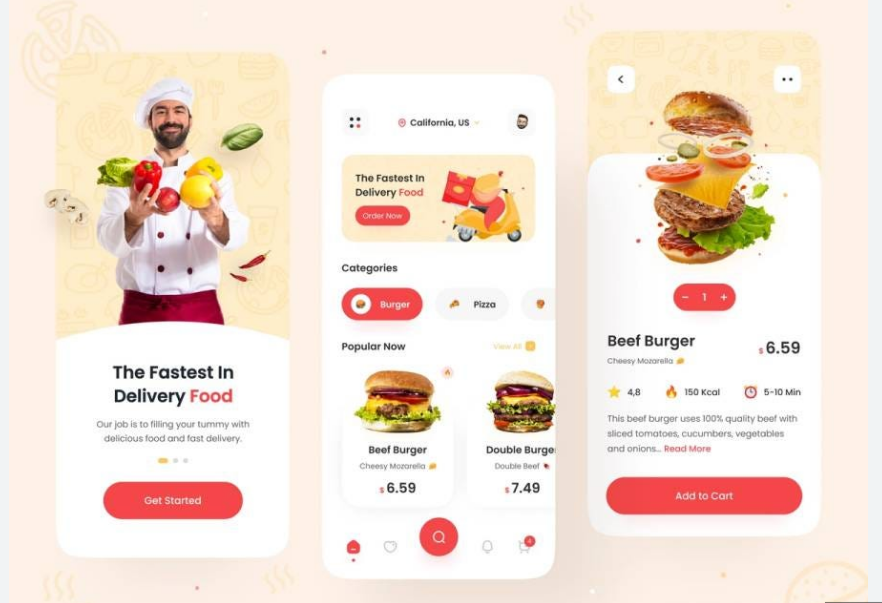 The Fastest In
Delivery Food
Our job is to filling your tummy with
delicious food and fast delivery.
Get Started
California, US
The Fastest In
Delivery Food
Order Now
Categories
Burger
Pizza
Popular Now
View All
Beef Burger
Cheesy Mozarella
$ 6.59
Double Burger
Double Beef
$ 7.49
4
1
Beef Burger
Cheesy Mozarella
$ 6.59
4,8
150 Kcal
5-10 Min
This beef burger uses 100% quality beef with
sliced tomatoes, cucumbers, vegetables
and onions... Read More
Add to Cart